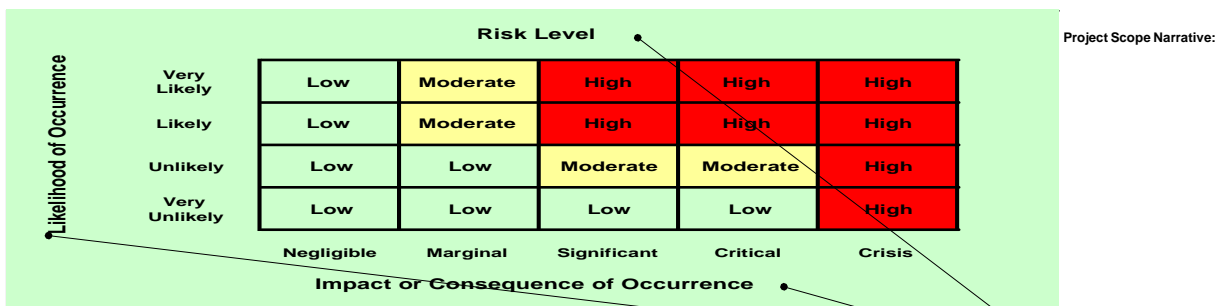 Risk Level
Project Scope Narrative:
Likelihood of Occurrence
Very
Likely
Low Moderate High High High
Likely Low Moderate High High High
Unlikely Low Low Moderate Moderate High
Very
Unlikely
Low Low Low Low High
Negligible Marginal Significant Critical Crisis
Impact or Consequence of Occurrence